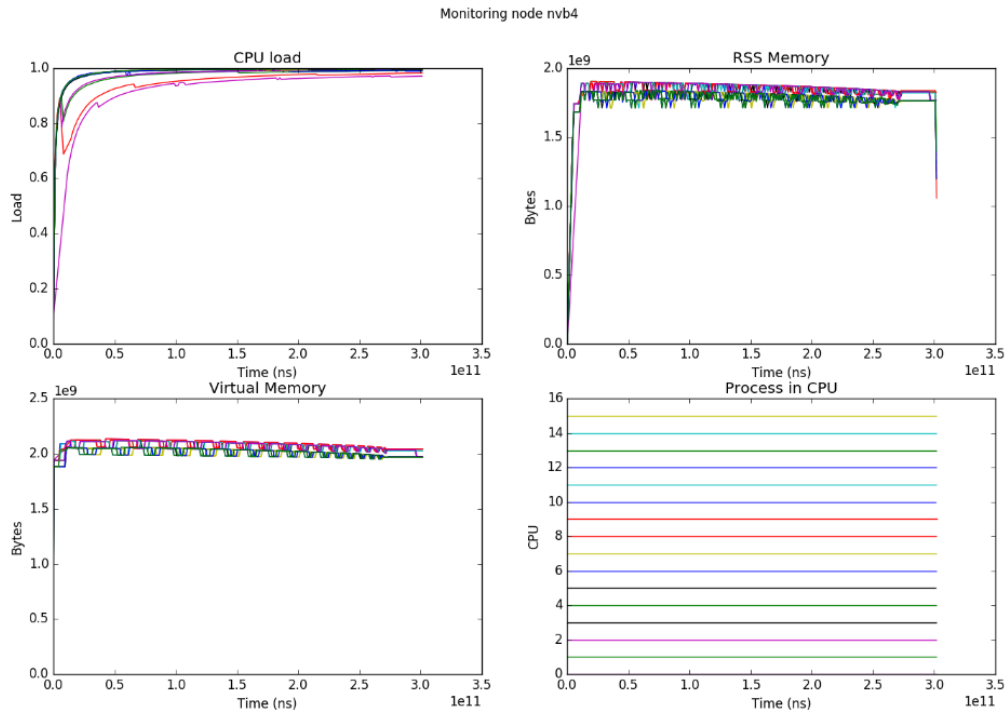 Monitoring node nvb4
CPU load
1.0
0.8
0.6
0.4
0.2
0.0
Load
0.0 0.5 1.0 1.5 2.0 2.5 3.0 3.5
Time (ns)
1e11
RSS Memory
2.0
1e9
1.5
1.0
0.5
0.0
Bytes
0.0 0.5 1.0 1.5 2.0 2.5 3.0 3.5
Time (ns)
1e11
Virtual Memory
2.5
1e9
2.0
1.5
1.0
0.5
0.0
Bytes
0.0 0.5 1.0 1.5 2.0 2.5 3.0 3.5
Time (ns)
1e11
Process in CPU
16
14
12
10
8
6
4
2
0
CPU
0.0 0.5 1.0 1.5 2.0 2.5 3.0 3.5
Time (ns)
1e11